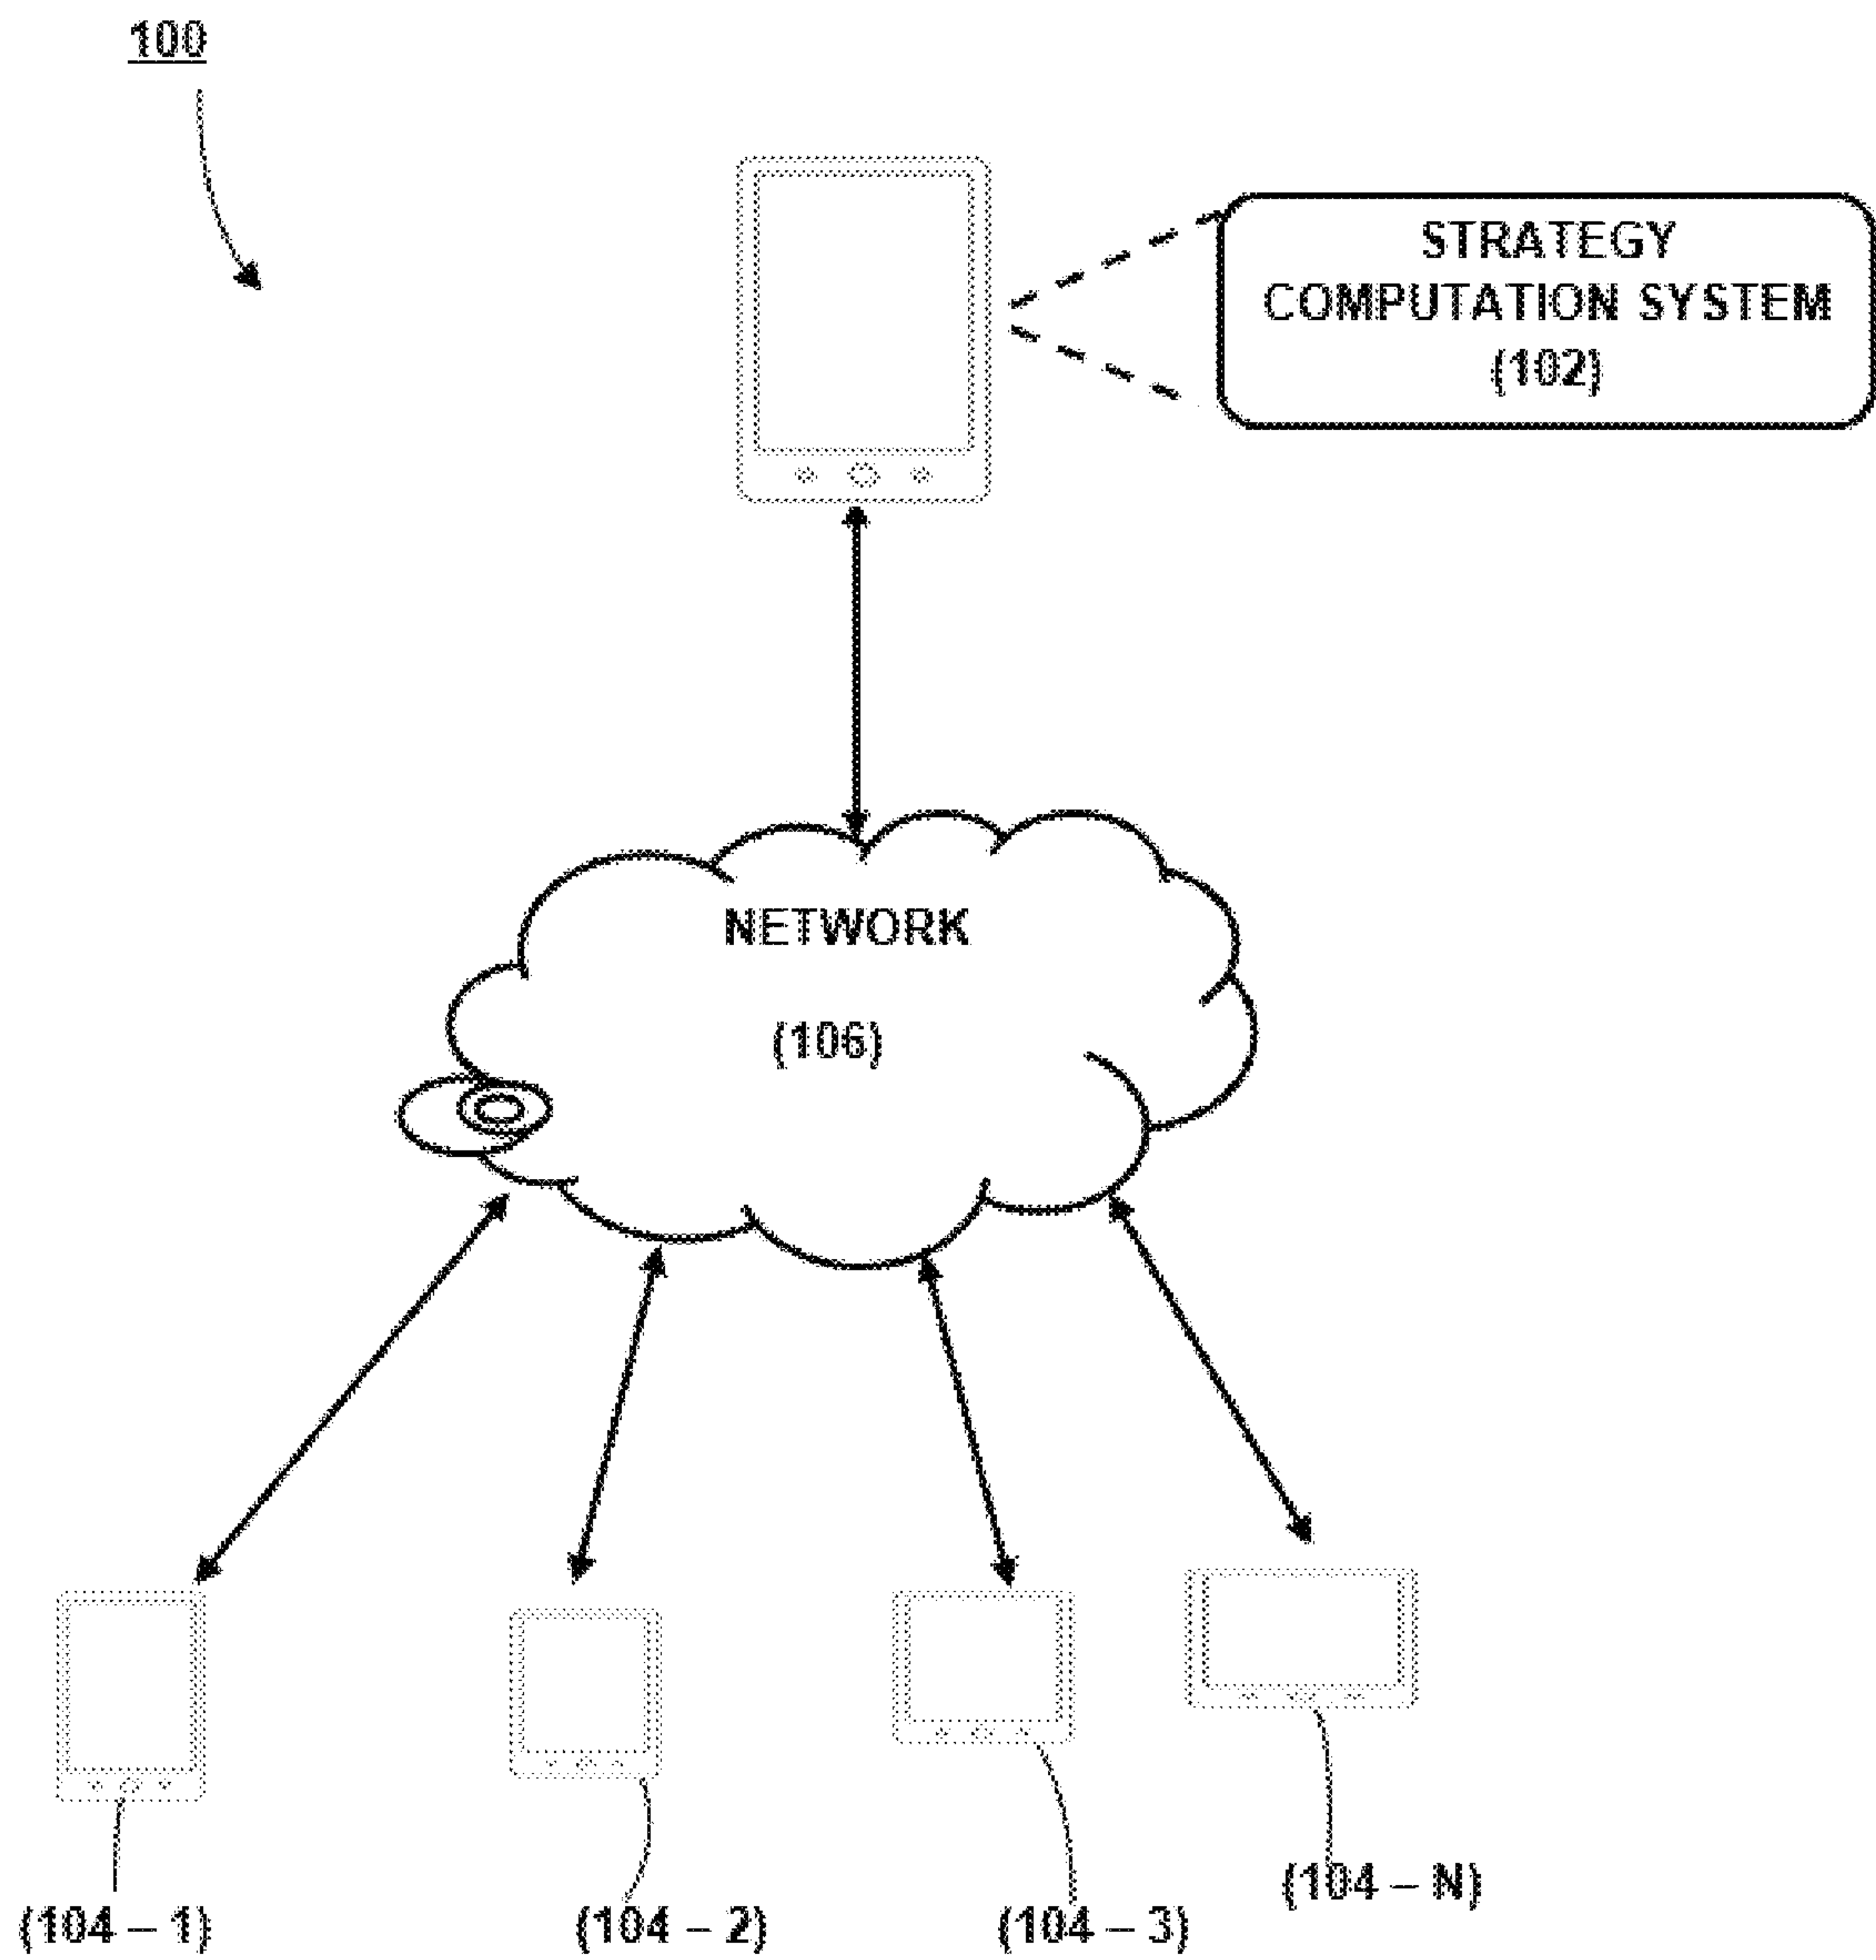 100
STRATEGY
COMPUTATION SYSTEM
(102)
NETWORK
(106)
(104 – 1)
(104 – 2)
(104 – 3)
(104 – N)